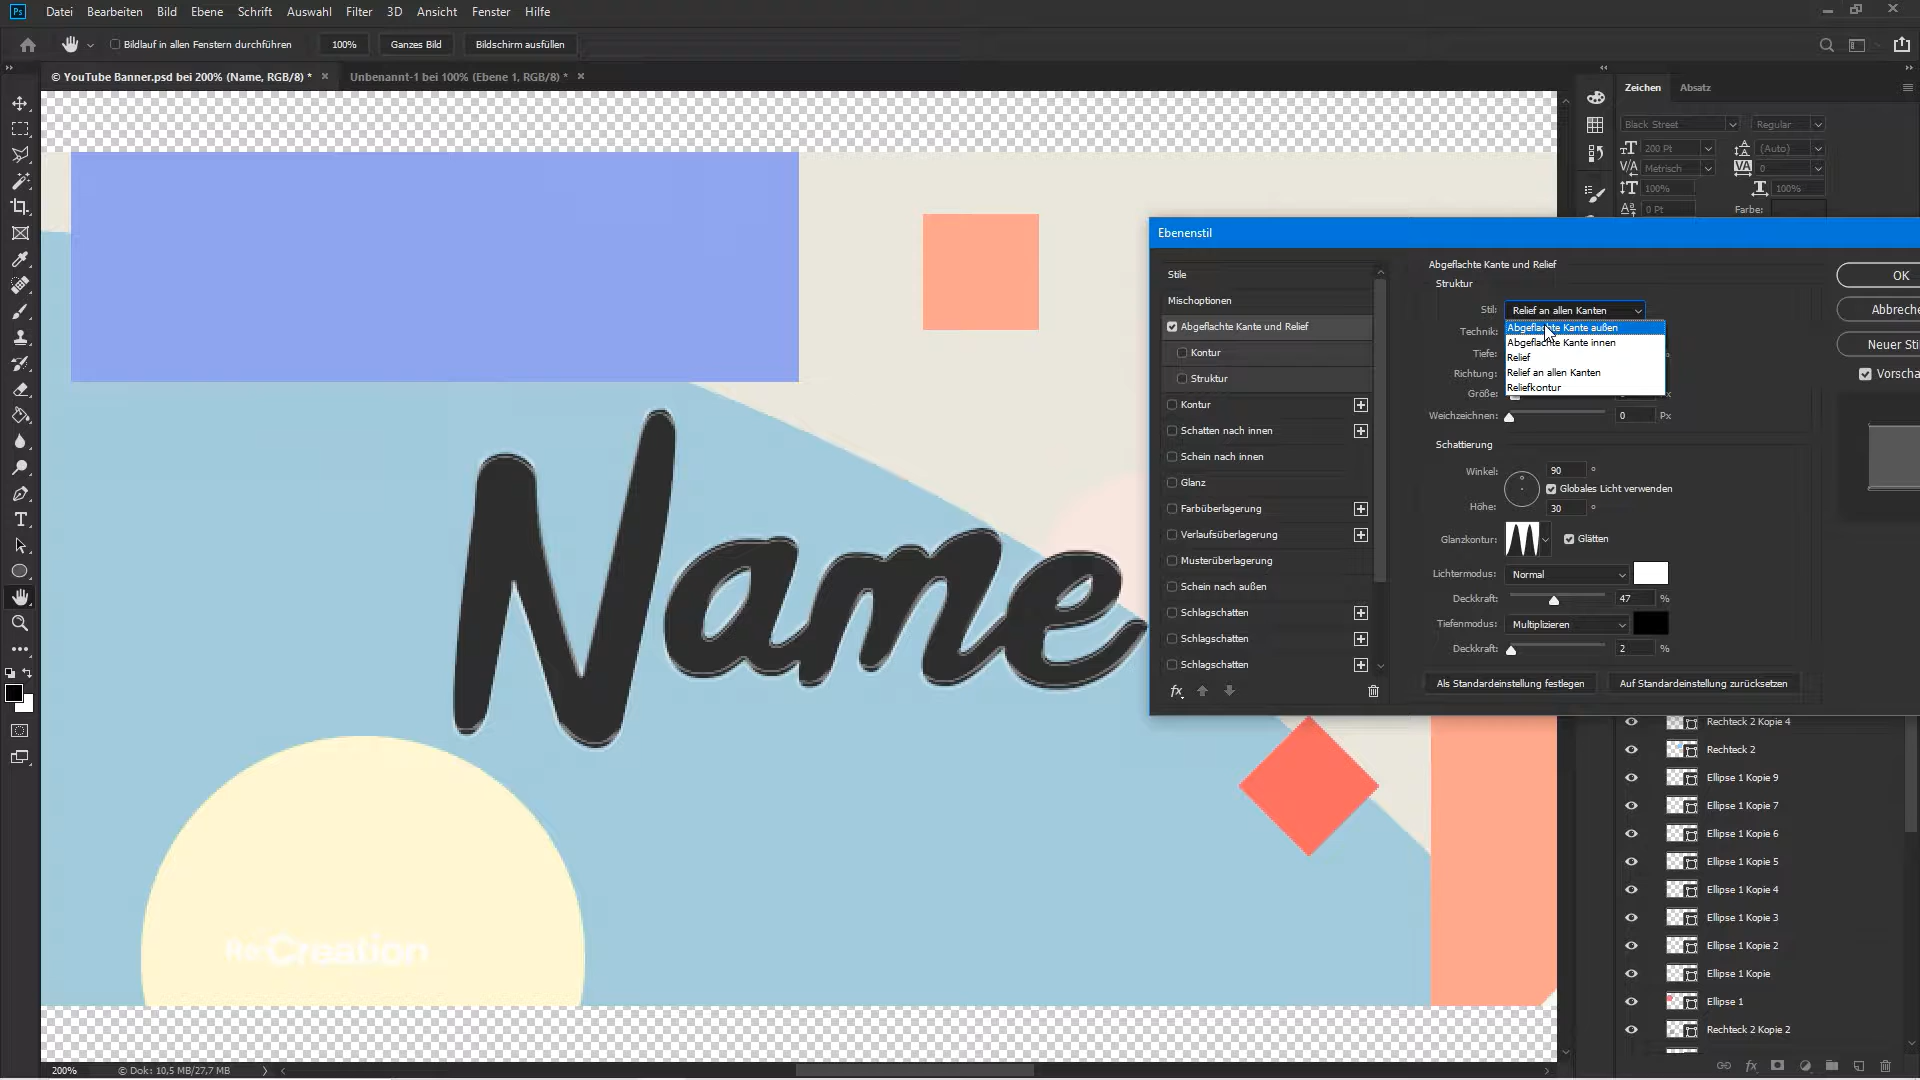 Ps Datei Bearbeiten Bild Ebene Schrift Auswahl Filter 3D Ansicht Fenster Hilfe
Bildlauf in allen Fenstern durchführen 100% Ganzes Bild Bildschirm ausfüllen
© YouTube Banner.psd bei 200% (Name, RGB/8) * × Unbenannt-1 bei 100% (Ebene 1, RGB/8) * ×
Zeichen Absatz
Black Street Regular
200 Pt (Auto)
Metrisch 0
100% 100%
0 Pt Farbe:
Ebenenstil
Stile
Mischoptionen
Abgeflachte Kante und Relief
Kontur
Struktur
Kontur
Schatten nach innen
Schein nach innen
Glanz
Farbüberlagerung
Verlaufsüberlagerung
Musterüberlagerung
Schein nach außen
Schlagschatten
Schlagschatten
Schlagschatten
fx
Abgeflachte Kante und Relief
Struktur
Stil: Relief an allen Kanten
Abgeflachte Kante außen
Abgeflachte Kante innen
Relief
Relief an allen Kanten
Reliefkontur
Technik:
Tiefe:
Richtung:
Größe: Px
Weichzeichnen: 0 Px
Schattierung
Winkel: 90 °
Globales Licht verwenden
Höhe: 30 °
Glanzkontur: Glätten
Lichtermodus: Normal
Deckkraft: 47 %
Tiefenmodus: Multiplizieren
Deckkraft: 2 %
Als Standardeinstellung festlegen Auf Standardeinstellung zurücksetzen
OK
Abbreche
Neuer Sti
Vorscha
Name
Re-Creation
Rechteck 2 Kopie 4
Rechteck 2
Ellipse 1 Kopie 9
Ellipse 1 Kopie 7
Ellipse 1 Kopie 6
Ellipse 1 Kopie 5
Ellipse 1 Kopie 4
Ellipse 1 Kopie 3
Ellipse 1 Kopie 2
Ellipse 1 Kopie
Ellipse 1
Rechteck 2 Kopie 2
200% © Dok: 10,5 MB/27,7 MB